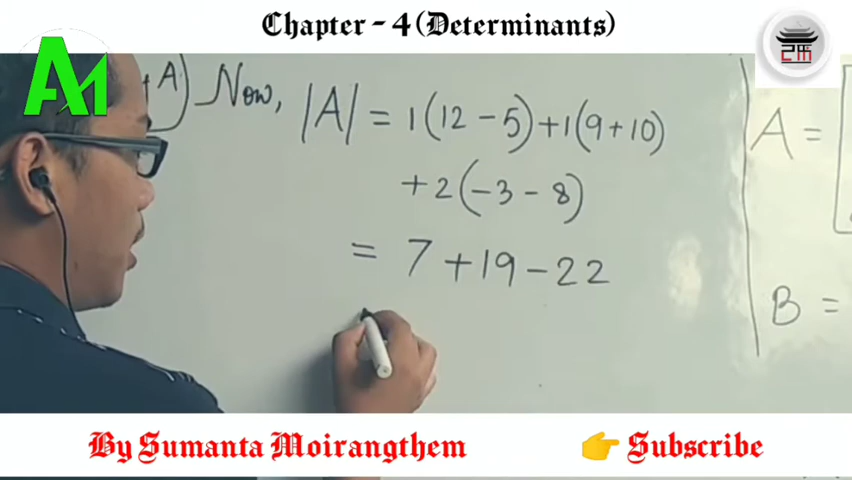 Chapter - 4 (Determinants)
A1
+ A) Now, |A| = 1(12 - 5) + 1(9 + 10)
+ 2(-3 - 8)
= 7 + 19 - 22
A =
B =
By Sumanta Moirangthem
👉 Subscribe